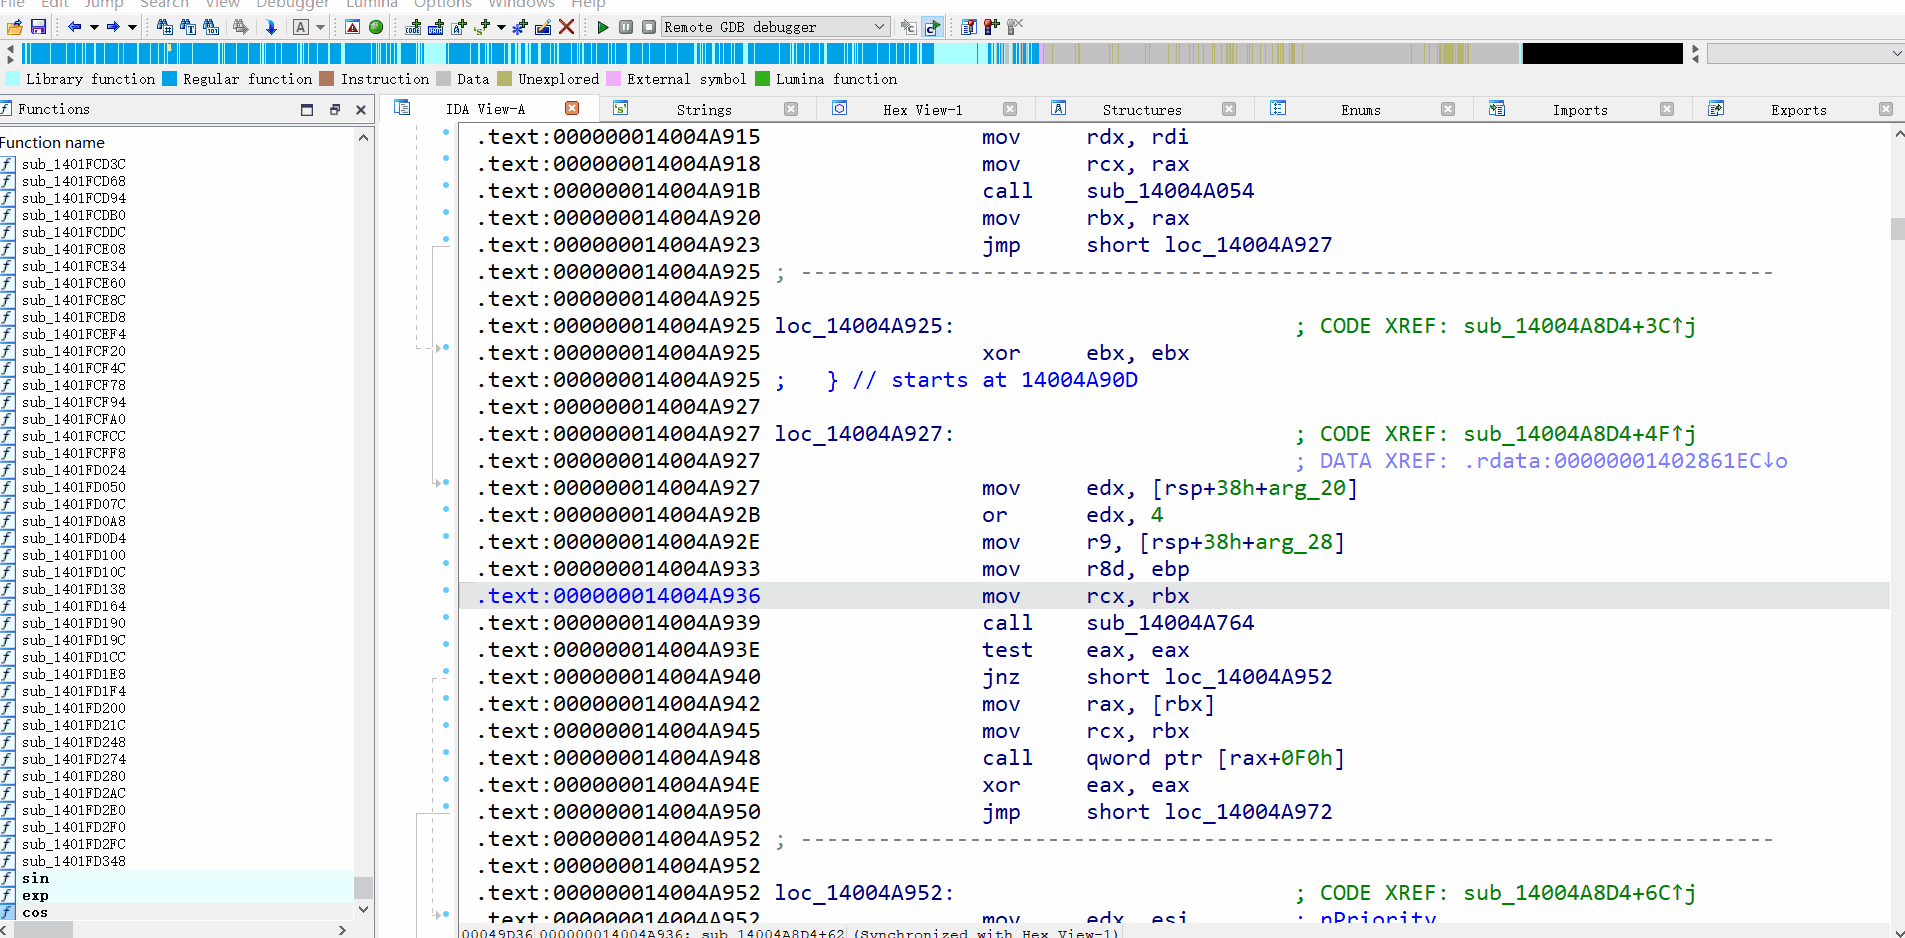 File Edit Jump Search View Debugger Lumina Options Windows Help
Remote GDB debugger
Library function Regular function Instruction Data Unexplored External symbol Lumina function
Functions
IDA View-A Strings Hex View-1 Structures Enums Imports Exports
Function name
sub_1401FCD3C
sub_1401FCD68
sub_1401FCD94
sub_1401FCDB0
sub_1401FCDDC
sub_1401FCE08
sub_1401FCE34
sub_1401FCE60
sub_1401FCE8C
sub_1401FCED8
sub_1401FCEF4
sub_1401FCF20
sub_1401FCF4C
sub_1401FCF78
sub_1401FCF94
sub_1401FCFA0
sub_1401FCFCC
sub_1401FCFF8
sub_1401FD024
sub_1401FD050
sub_1401FD07C
sub_1401FD0A8
sub_1401FD0D4
sub_1401FD100
sub_1401FD10C
sub_1401FD138
sub_1401FD164
sub_1401FD190
sub_1401FD19C
sub_1401FD1CC
sub_1401FD1E8
sub_1401FD1F4
sub_1401FD200
sub_1401FD21C
sub_1401FD248
sub_1401FD274
sub_1401FD280
sub_1401FD2AC
sub_1401FD2E0
sub_1401FD2F0
sub_1401FD2FC
sub_1401FD348
sin
exp
cos
.text:000000014004A915 mov rdx, rdi
.text:000000014004A918 mov rcx, rax
.text:000000014004A91B call sub_14004A054
.text:000000014004A920 mov rbx, rax
.text:000000014004A923 jmp short loc_14004A927
.text:000000014004A925 ; ---------------------------------------------------------------------------
.text:000000014004A925
.text:000000014004A925 loc_14004A925: ; CODE XREF: sub_14004A8D4+3C↑j
.text:000000014004A925 xor ebx, ebx
.text:000000014004A925 ; } // starts at 14004A90D
.text:000000014004A927
.text:000000014004A927 loc_14004A927: ; CODE XREF: sub_14004A8D4+4F↑j
.text:000000014004A927 ; DATA XREF: .rdata:00000001402861EC↓o
.text:000000014004A927 mov edx, [rsp+38h+arg_20]
.text:000000014004A92B or edx, 4
.text:000000014004A92E mov r9, [rsp+38h+arg_28]
.text:000000014004A933 mov r8d, ebp
.text:000000014004A936 mov rcx, rbx
.text:000000014004A939 call sub_14004A764
.text:000000014004A93E test eax, eax
.text:000000014004A940 jnz short loc_14004A952
.text:000000014004A942 mov rax, [rbx]
.text:000000014004A945 mov rcx, rbx
.text:000000014004A948 call qword ptr [rax+0F0h]
.text:000000014004A94E xor eax, eax
.text:000000014004A950 jmp short loc_14004A972
.text:000000014004A952 ; ---------------------------------------------------------------------------
.text:000000014004A952
.text:000000014004A952 loc_14004A952: ; CODE XREF: sub_14004A8D4+6C↑j
.text:000000014004A952 mov edx, esi ; nPriority
00049D36 000000014004A936: sub_14004A8D4+62 (Synchronized with Hex View-1)